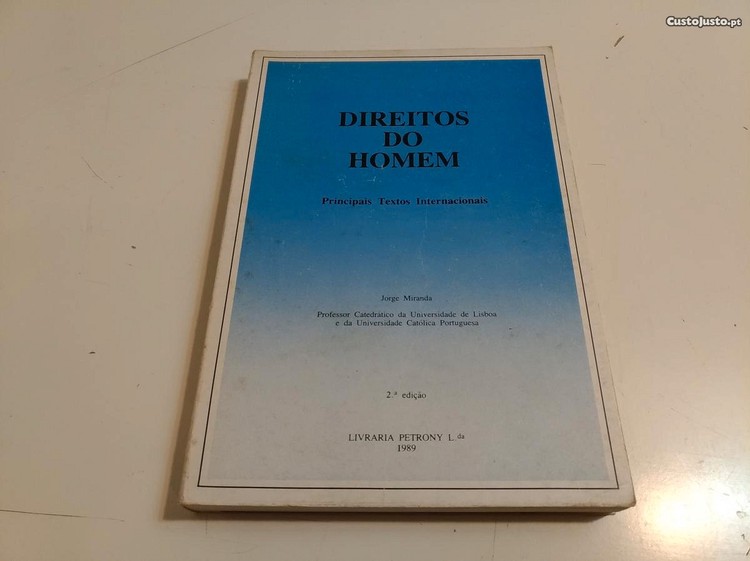 CustoJusto.pt
DIREITOS
DO
HOMEM
Principais Textos Internacionais
Jorge Miranda
Professor Catedrático da Universidade de Lisboa
e da Universidade Católica Portuguesa
2.ª edição
LIVRARIA PETRONY L.da
1989